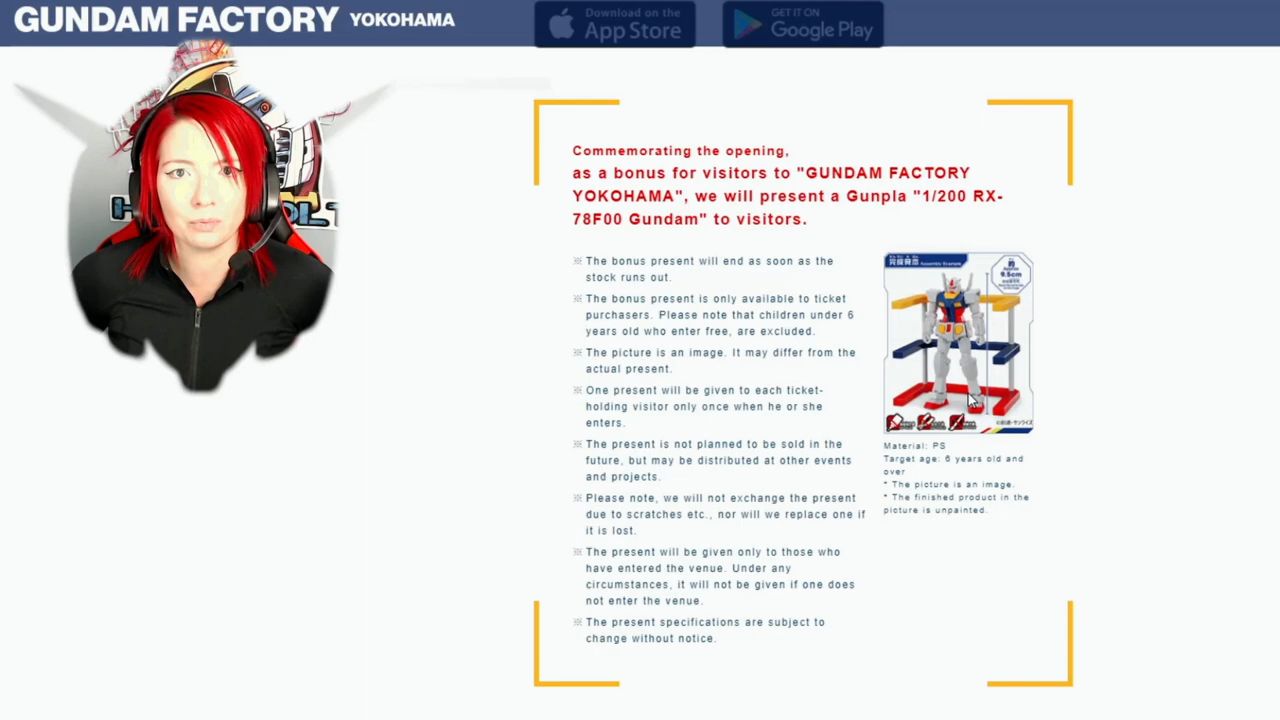 GUNDAM FACTORY YOKOHAMA
Download on the
App Store
GET IT ON
Google Play
Commemorating the opening,
as a bonus for visitors to "GUNDAM FACTORY
YOKOHAMA", we will present a Gunpla "1/200 RX-
78F00 Gundam" to visitors.
※ The bonus present will end as soon as the
stock runs out.
※ The bonus present is only available to ticket
purchasers. Please note that children under 6
years old who enter free, are excluded.
※ The picture is an image. It may differ from the
actual present.
※ One present will be given to each ticket-
holding visitor only once when he or she
enters.
※ The present is not planned to be sold in the
future, but may be distributed at other events
and projects.
※ Please note, we will not exchange the present
due to scratches etc., nor will we replace one if
it is lost.
※ The present will be given only to those who
have entered the venue. Under any
circumstances, it will not be given if one does
not enter the venue.
※ The present specifications are subject to
change without notice.
完成見本 Assembly Example
約
Approx
9.5cm
Material: PS
Target age: 6 years old and
over
* The picture is an image.
* The finished product in the
picture is unpainted.